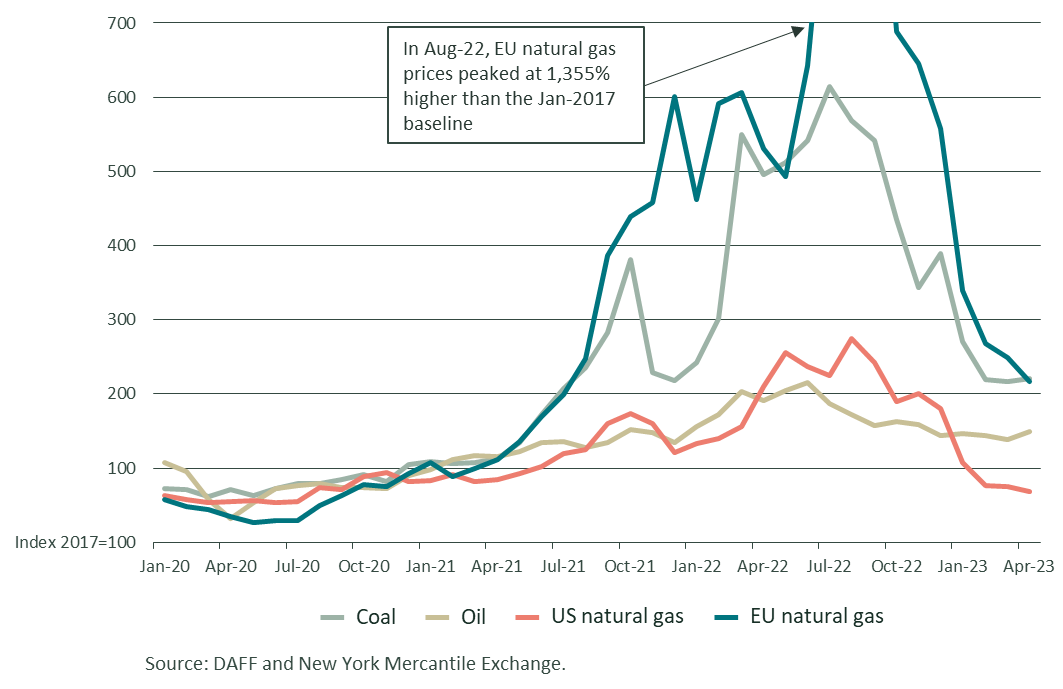 700
In Aug-22, EU natural gas
prices peaked at 1,355%
higher than the Jan-2017
baseline
600
500
400
300
200
100
Index 2017=100
Jan-20 Apr-20 Jul-20 Oct-20 Jan-21 Apr-21 Jul-21 Oct-21 Jan-22 Apr-22 Jul-22 Oct-22 Jan-23 Apr-23
Coal Oil US natural gas EU natural gas
Source: DAFF and New York Mercantile Exchange.